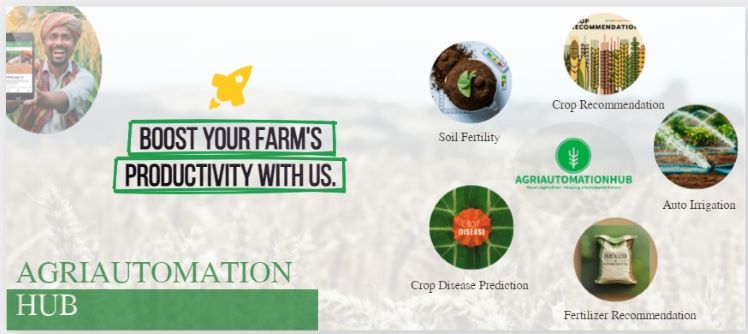 BOOST YOUR FARM'S
PRODUCTIVITY WITH US.
AGRIAUTOMATION
HUB
CROP
RECOMMENDATION
Crop Recommendation
Soil Fertility
AGRIAUTOMATIONHUB
Auto Irrigation
CROP
DISEASE
Crop Disease Prediction
FERTILIZER
Fertilizer Recommendation